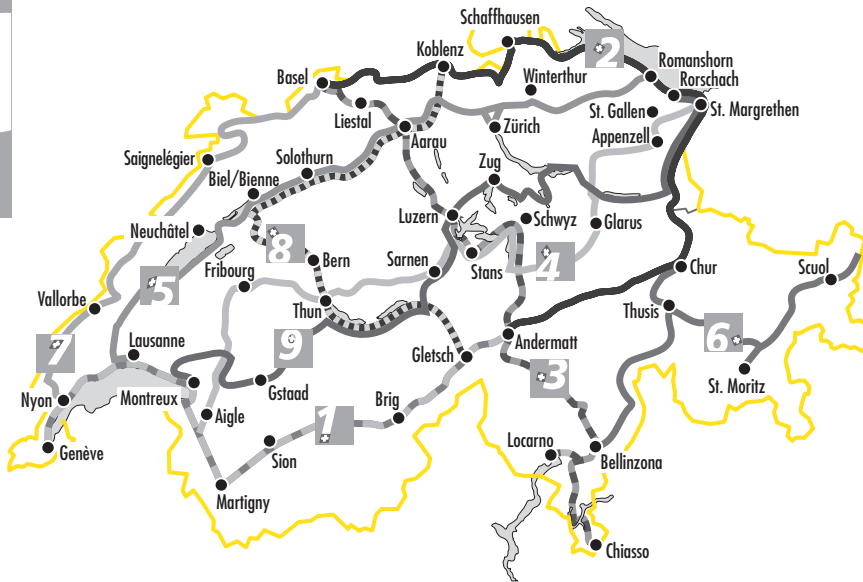 Schaffhausen
Koblenz
2
Romanshorn
Basel
Winterthur
Rorschach
Liestal
St. Gallen
St. Margrethen
Aarau
Zürich
Appenzell
Saignelégier
Solothurn
Zug
Biel/Bienne
Luzern
Schwyz
Glarus
Neuchâtel
8
Bern
Sarnen
Stans
4
Fribourg
Chur
Scuol
5
Vallorbe
Thun
Thusis
7
Lausanne
9
Gletsch
Andermatt
6
3
St. Moritz
Nyon
Montreux
Gstaad
Brig
Aigle
1
Locarno
Genève
Sion
Bellinzona
Martigny
Chiasso